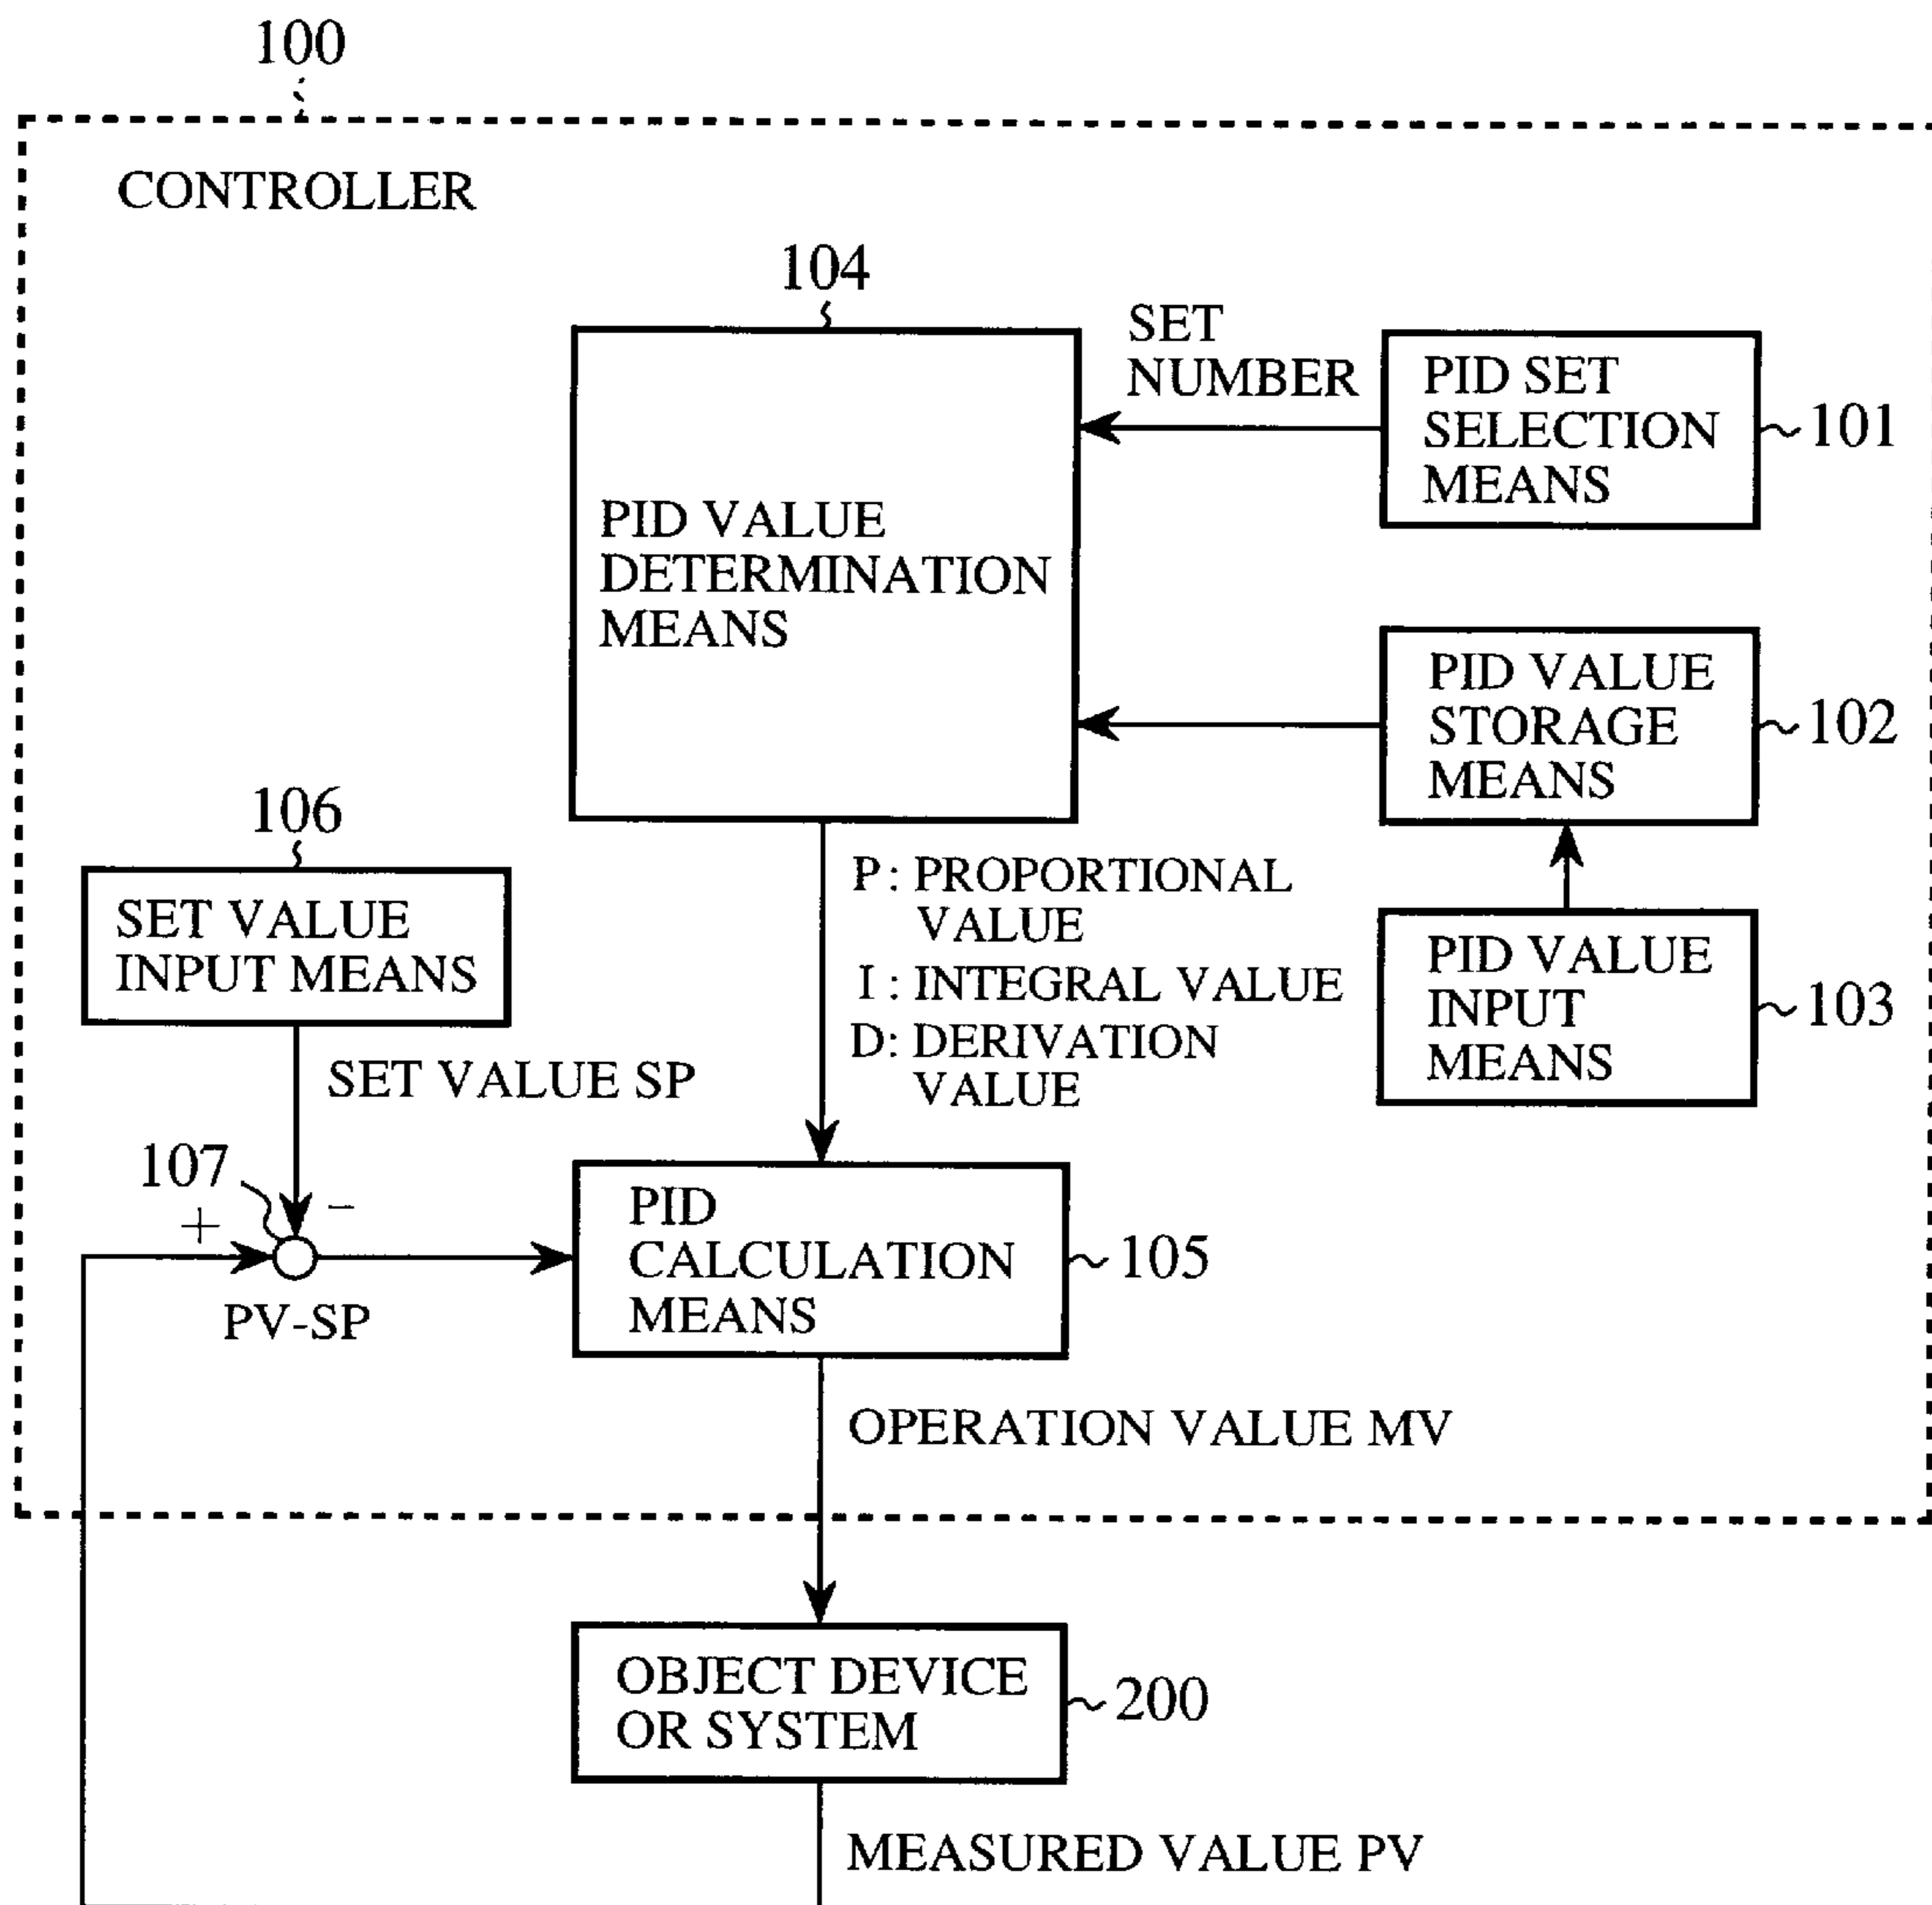 100
CONTROLLER
104
SET
NUMBER
PID SET
SELECTION
MEANS
101
PID VALUE
DETERMINATION
MEANS
PID VALUE
STORAGE
MEANS
102
106
SET VALUE
INPUT MEANS
P : PROPORTIONAL
VALUE
I : INTEGRAL VALUE
D : DERIVATION
VALUE
PID VALUE
INPUT
MEANS
103
SET VALUE SP
107
+
−
PV-SP
PID
CALCULATION
MEANS
105
OPERATION VALUE MV
OBJECT DEVICE
OR SYSTEM
200
MEASURED VALUE PV